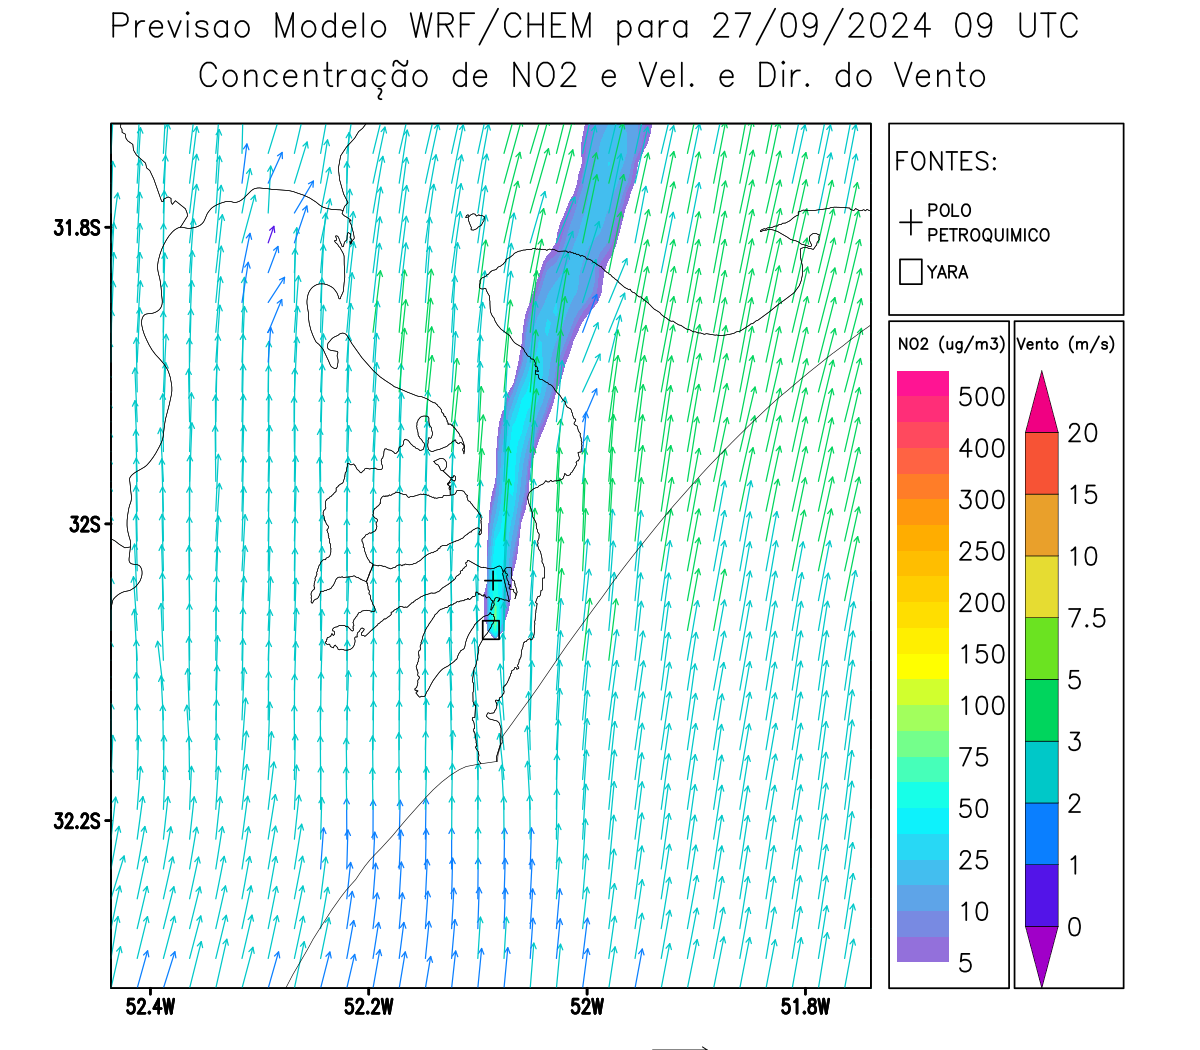 Previsao Modelo WRF/CHEM para 27/09/2024 09 UTC
Concentração de NO2 e Vel. e Dir. do Vento
FONTES:
POLO
PETROQUIMICO
YARA
31.8S
32S
32.2S
52.4W
52.2W
52W
51.8W
NO2 (ug/m3)
500
400
300
250
200
150
100
75
50
25
10
5
Vento (m/s)
20
15
10
7.5
5
3
2
1
0